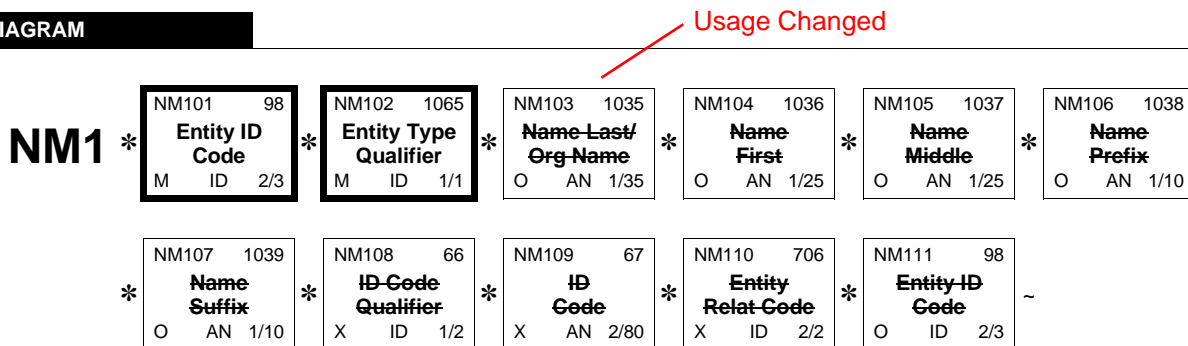 IAGRAM
Usage Changed
NM1 * NM101 98 Entity ID Code M ID 2/3 * NM102 1065 Entity Type Qualifier M ID 1/1 * NM103 1035 Name Last/ Org Name O AN 1/35 * NM104 1036 Name First O AN 1/25 * NM105 1037 Name Middle O AN 1/25 * NM106 1038 Name Prefix O AN 1/10
* NM107 1039 Name Suffix O AN 1/10 * NM108 66 ID Code Qualifier X ID 1/2 * NM109 67 ID Code X AN 2/80 * NM110 706 Entity Relat Code X ID 2/2 * NM111 98 Entity ID Code O ID 2/3 ~